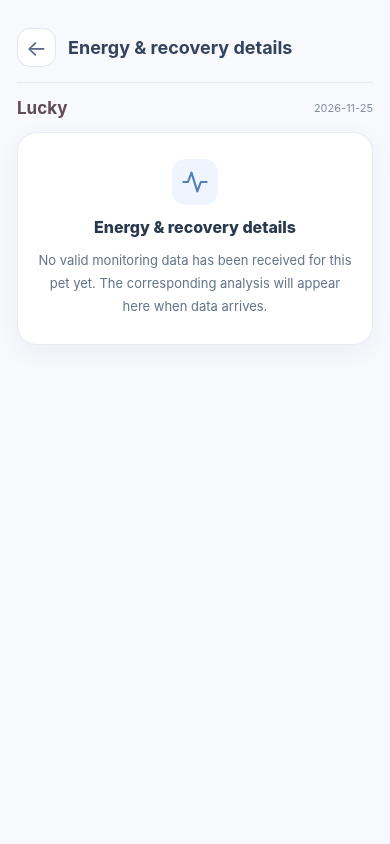 Energy & recovery details
Lucky
2026-11-25
Energy & recovery details
No valid monitoring data has been received for this
pet yet. The corresponding analysis will appear
here when data arrives.